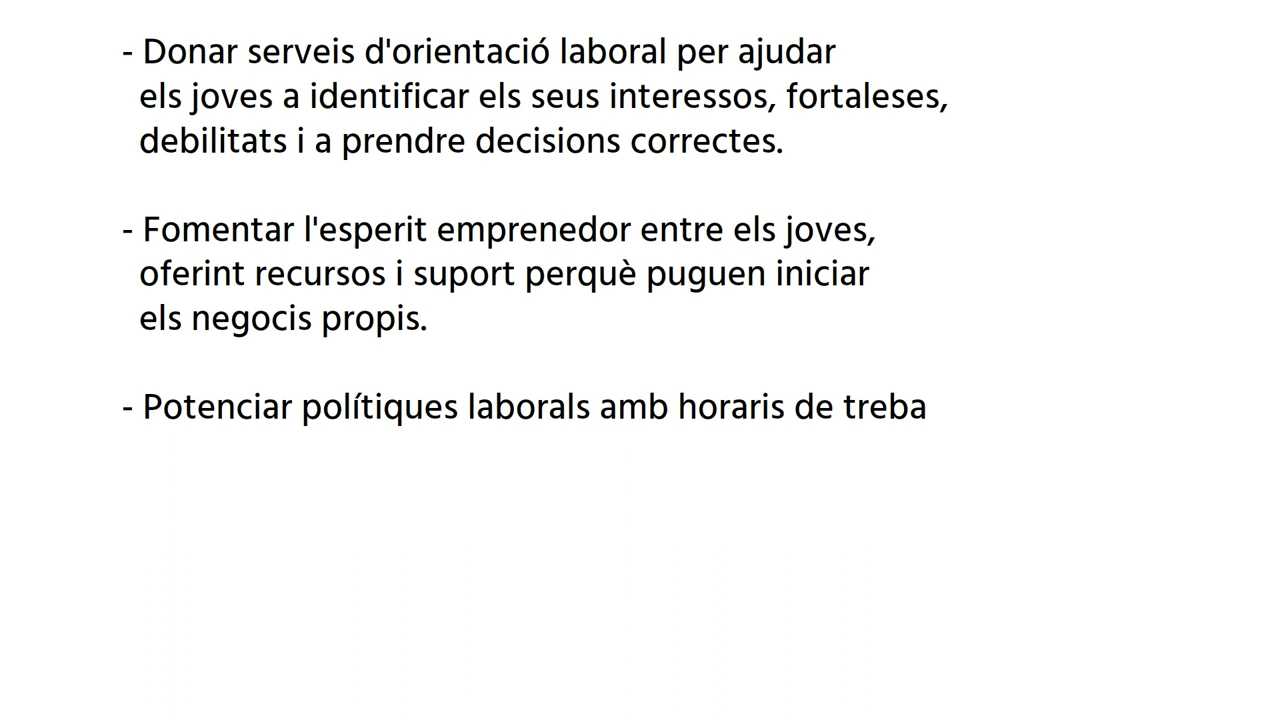 - Donar serveis d'orientació laboral per ajudar
els joves a identificar els seus interessos, fortaleses,
debilitats i a prendre decisions correctes.
- Fomentar l'esperit emprenedor entre els joves,
oferint recursos i suport perquè puguen iniciar
els negocis propis.
- Potenciar polítiques laborals amb horaris de treba